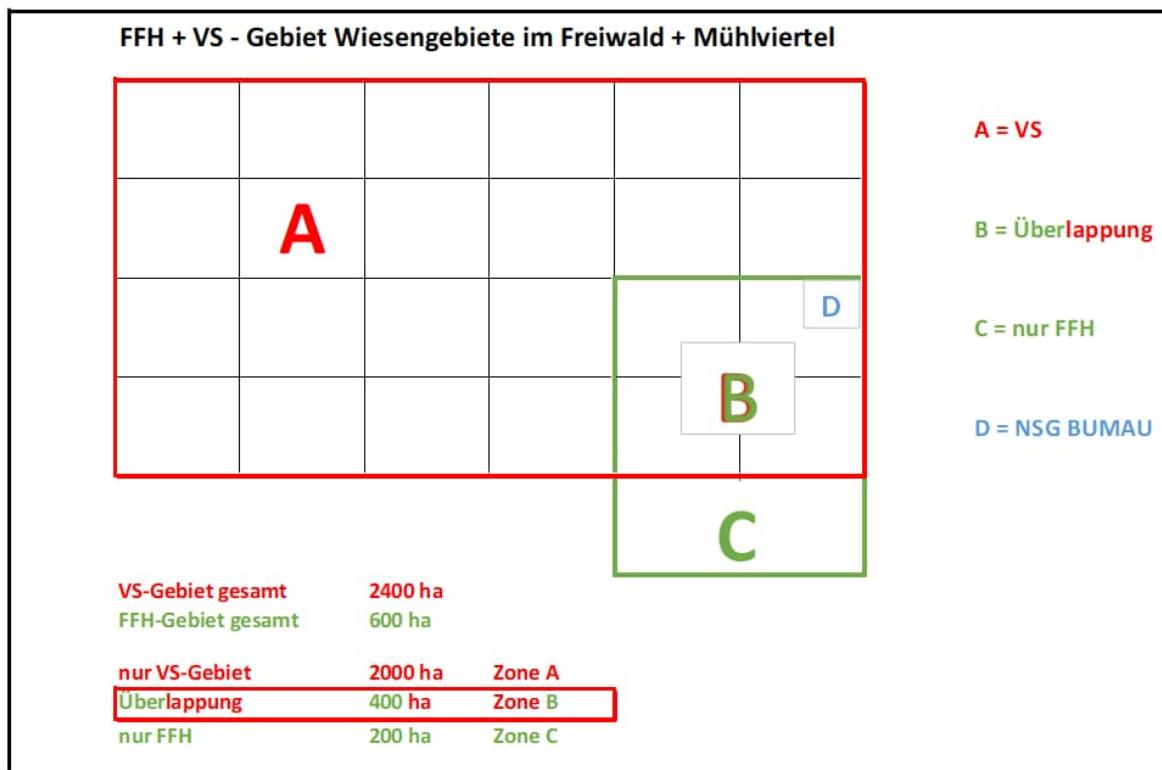 FFH + VS - Gebiet Wiesengebiete im Freiwald + Mühlviertel
A = VS
A
B = Überlappung
D
C = nur FFH
B
D = NSG BUMAU
C
VS-Gebiet gesamt 2400 ha
FFH-Gebiet gesamt 600 ha
nur VS-Gebiet 2000 ha Zone A
Überlappung 400 ha Zone B
nur FFH 200 ha Zone C